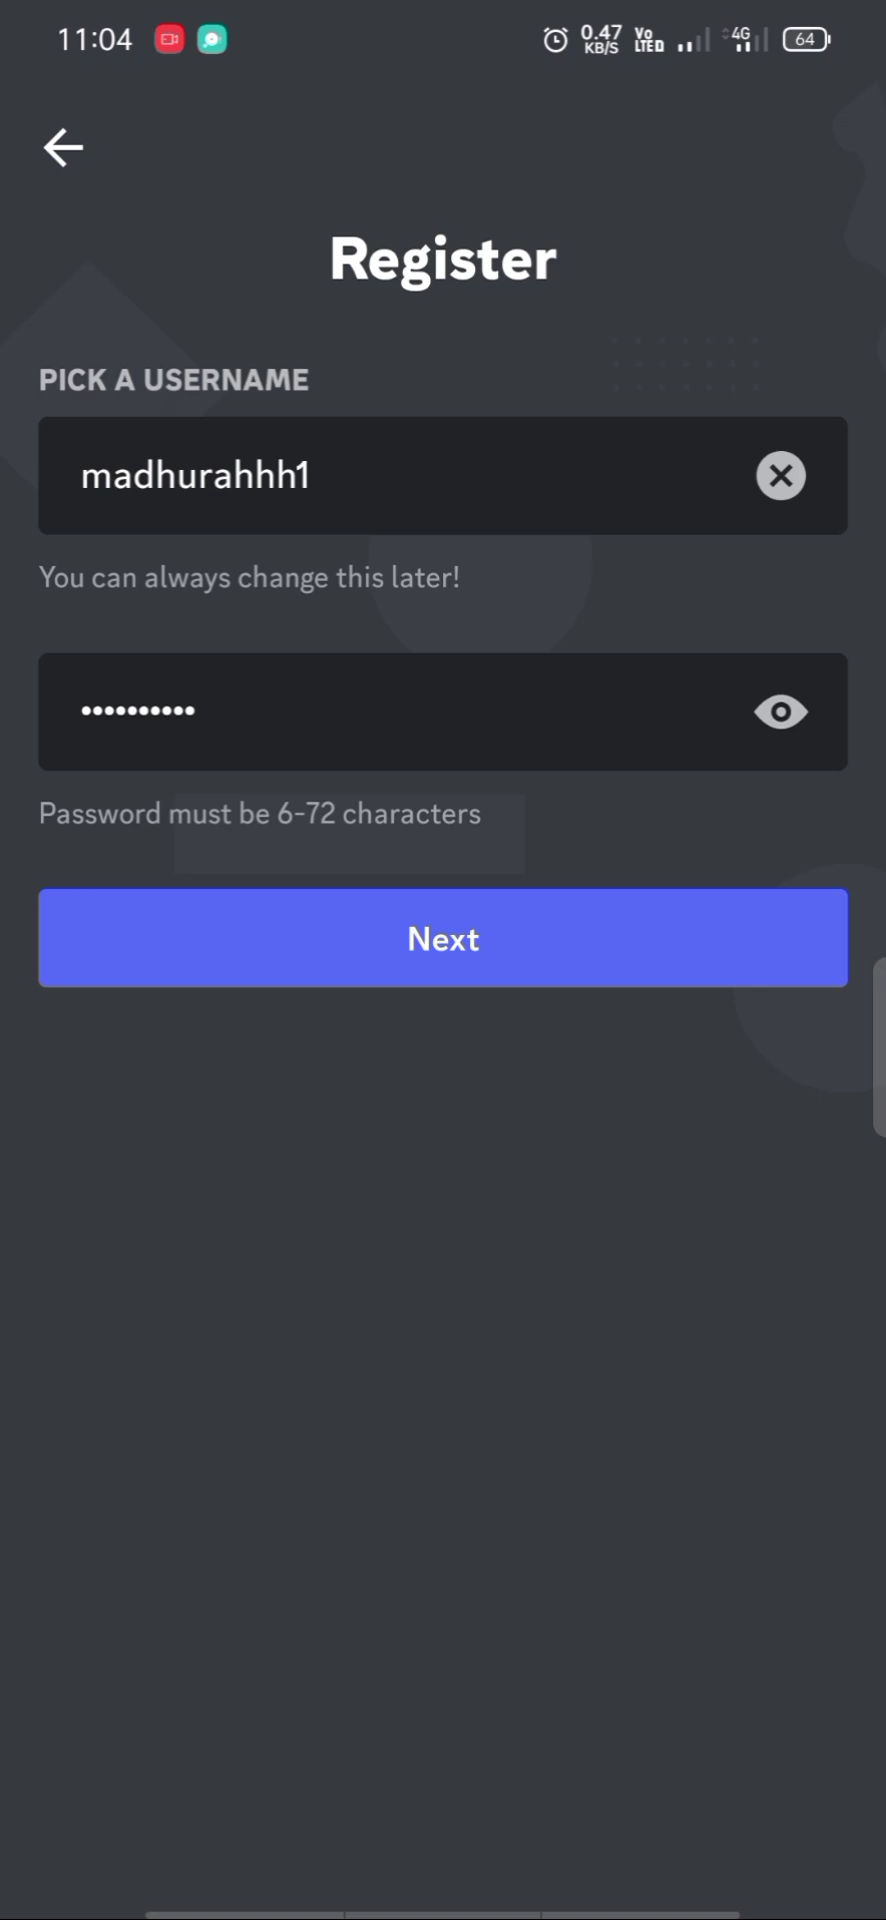 11:04 0.47 KB/S Vo LTED 4G 64
Register
PICK A USERNAME
madhurahhh1
You can always change this later!
••••••••••
Password must be 6-72 characters
Next